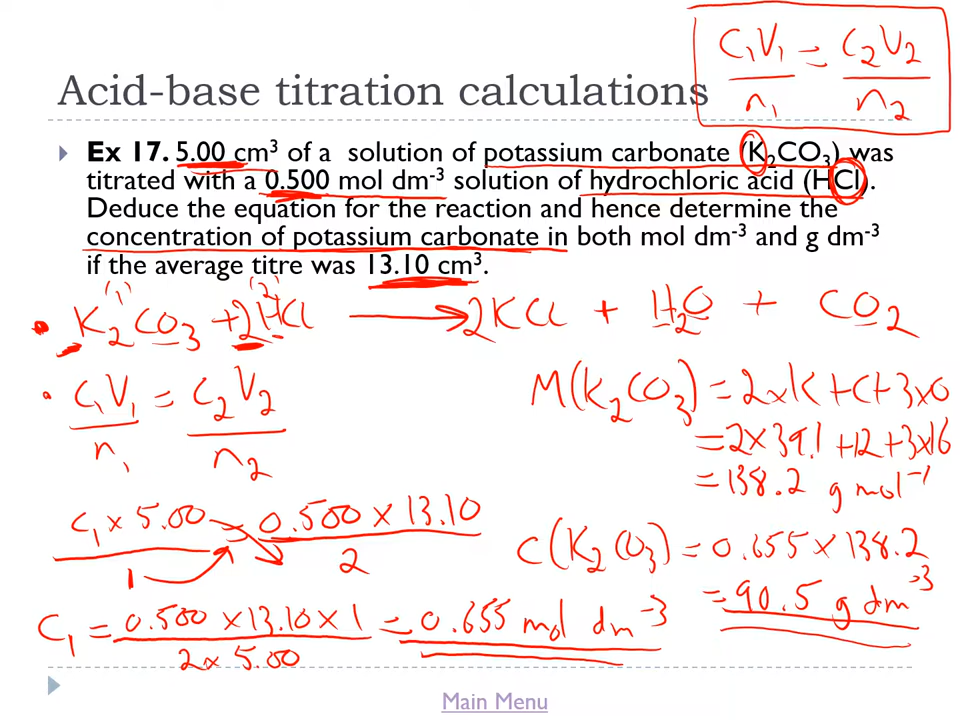 Acid-base titration calculations
C₁V₁/n₁ = C₂V₂/n₂
Ex 17. 5.00 cm³ of a solution of potassium carbonate (K₂CO₃) was
titrated with a 0.500 mol dm⁻³ solution of hydrochloric acid (HCl).
Deduce the equation for the reaction and hence determine the
concentration of potassium carbonate in both mol dm⁻³ and g dm⁻³
if the average titre was 13.10 cm³.
(1) (2)
K₂CO₃ + 2HCl → 2KCl + H₂O + CO₂
C₁V₁/n₁ = C₂V₂/n₂
C₁ × 5.00/1 = 0.500 × 13.10/2
C₁ = 0.500 × 13.10 × 1/2 × 5.00 = 0.655 mol dm⁻³
M(K₂CO₃) = 2×K + C + 3×O
= 2×39.1 + 12 + 3×16
= 138.2 g mol⁻¹
C(K₂CO₃) = 0.655 × 138.2
= 90.5 g dm⁻³
Main Menu